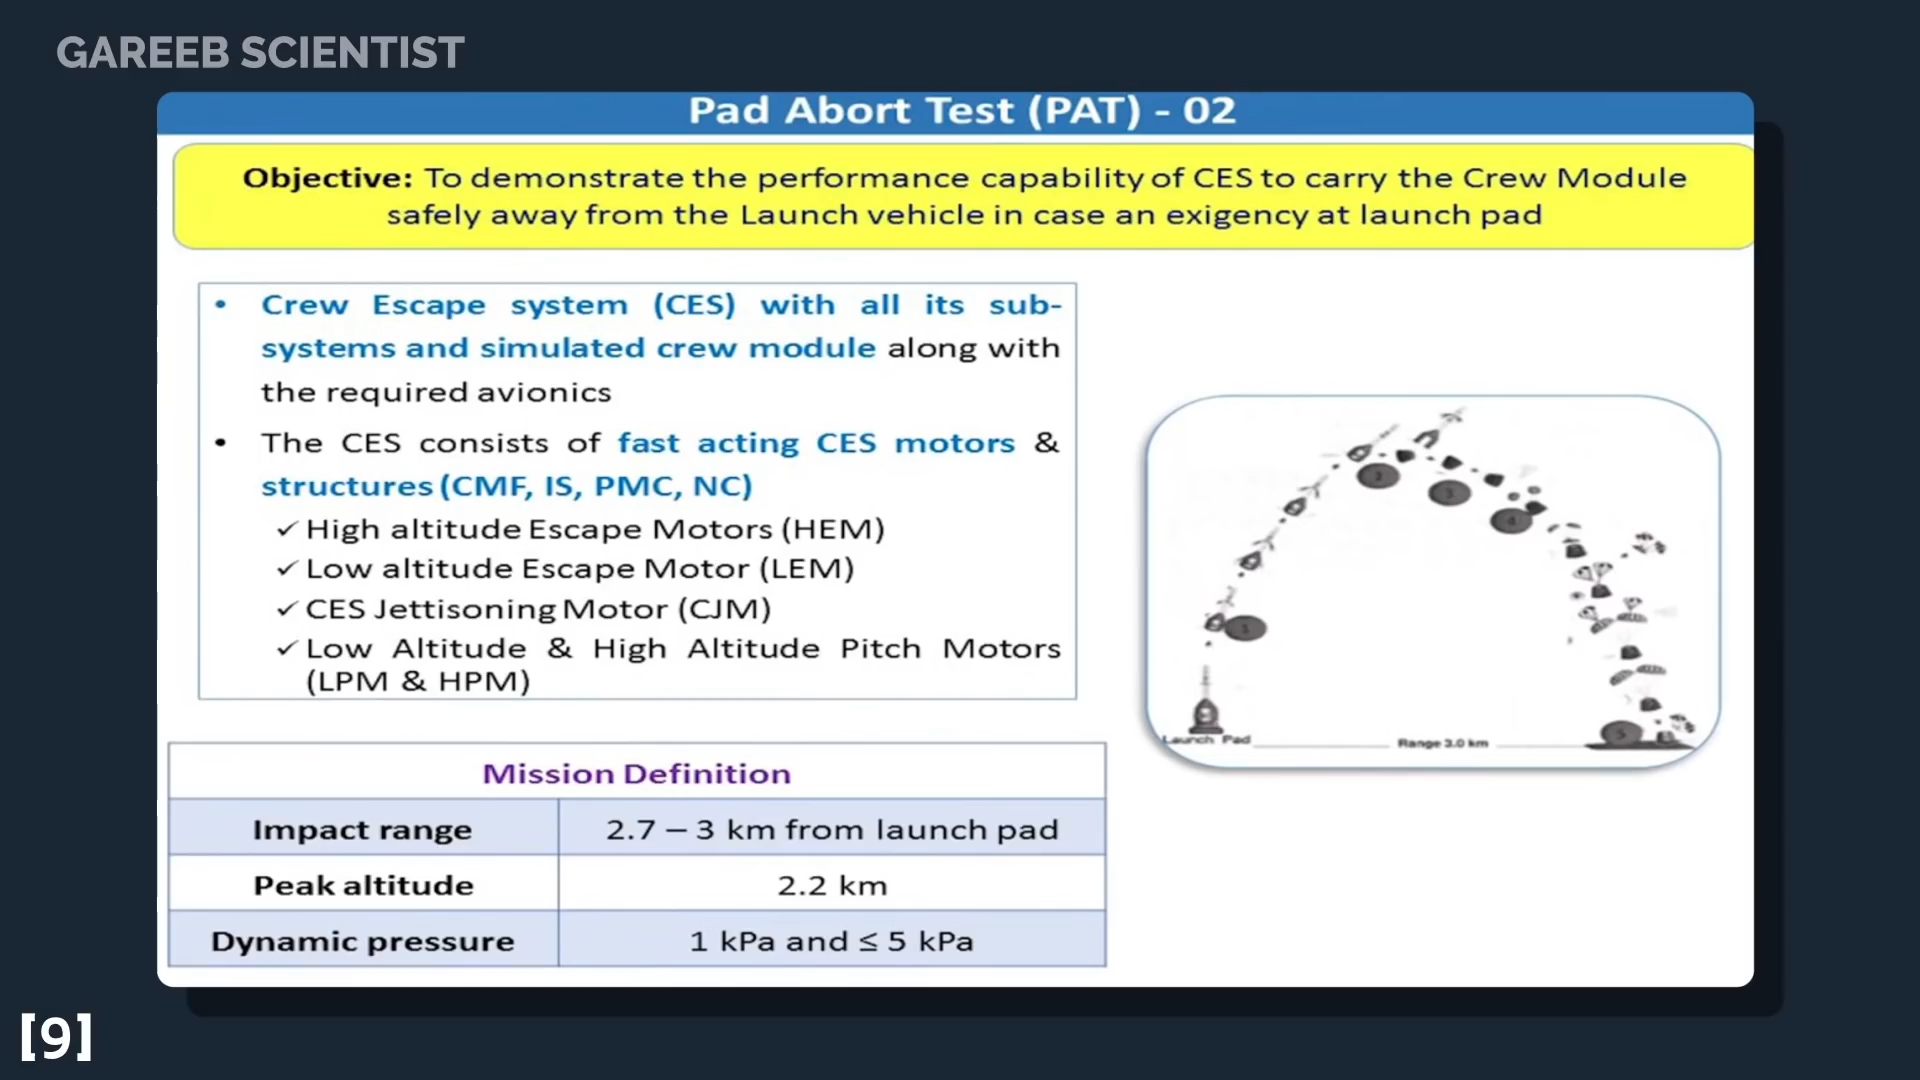 GAREEB SCIENTIST
Pad Abort Test (PAT) - 02
Objective: To demonstrate the performance capability of CES to carry the Crew Module
safely away from the Launch vehicle in case an exigency at launch pad
• Crew Escape system (CES) with all its sub-
systems and simulated crew module along with
the required avionics
• The CES consists of fast acting CES motors &
structures (CMF, IS, PMC, NC)
✓ High altitude Escape Motors (HEM)
✓ Low altitude Escape Motor (LEM)
✓ CES Jettisoning Motor (CJM)
✓ Low Altitude & High Altitude Pitch Motors
(LPM & HPM)
Launch Pad
Range 3.0 km
Mission Definition
Impact range 2.7 – 3 km from launch pad
Peak altitude 2.2 km
Dynamic pressure 1 kPa and ≤ 5 kPa
[9]